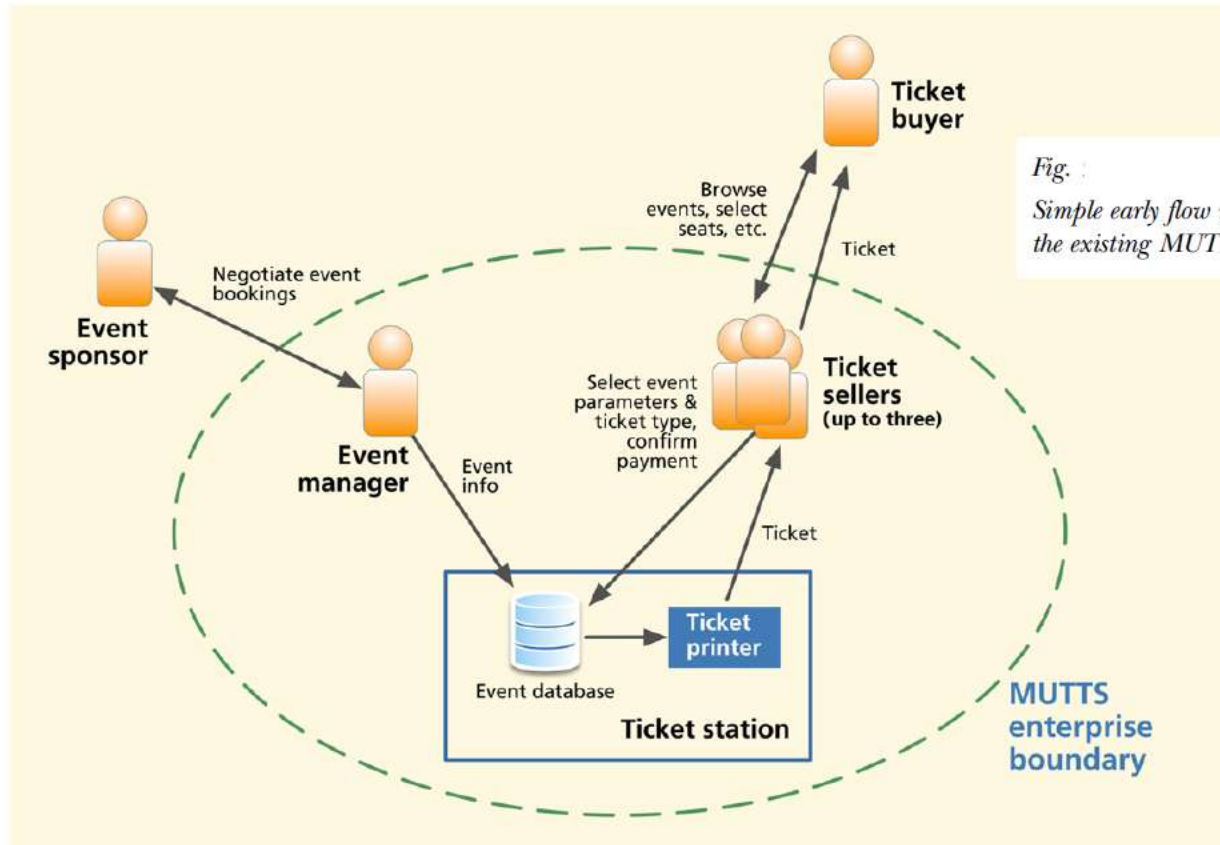 Ticket
buyer
Fig.
Simple early flow
the existing MUT
Browse
events, select
seats, etc.
Ticket
Negotiate event
bookings
Event
sponsor
Ticket
sellers
(up to three)
Select event
parameters &
ticket type,
confirm
payment
Event
manager
Event
info
Ticket
Ticket
printer
Event database
Ticket station
MUTTS
enterprise
boundary